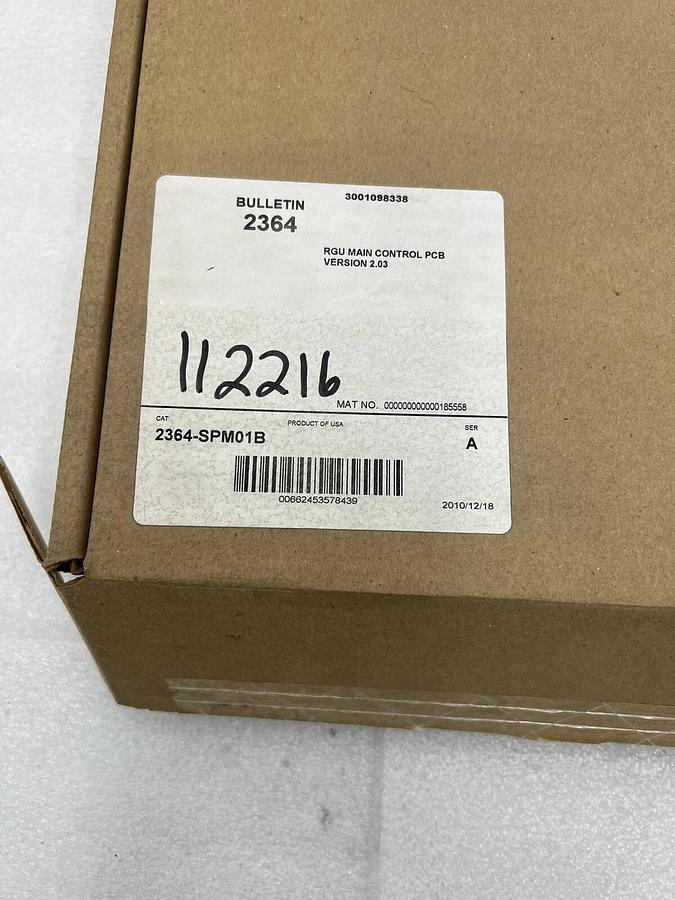 BULLETIN
2364
3001098338
RGU MAIN CONTROL PCB
VERSION 2.03
112216
MAT NO. 000000000000185558
CAT
PRODUCT OF USA
SER
2364-SPM01B
A
00662453578439
2010/12/18